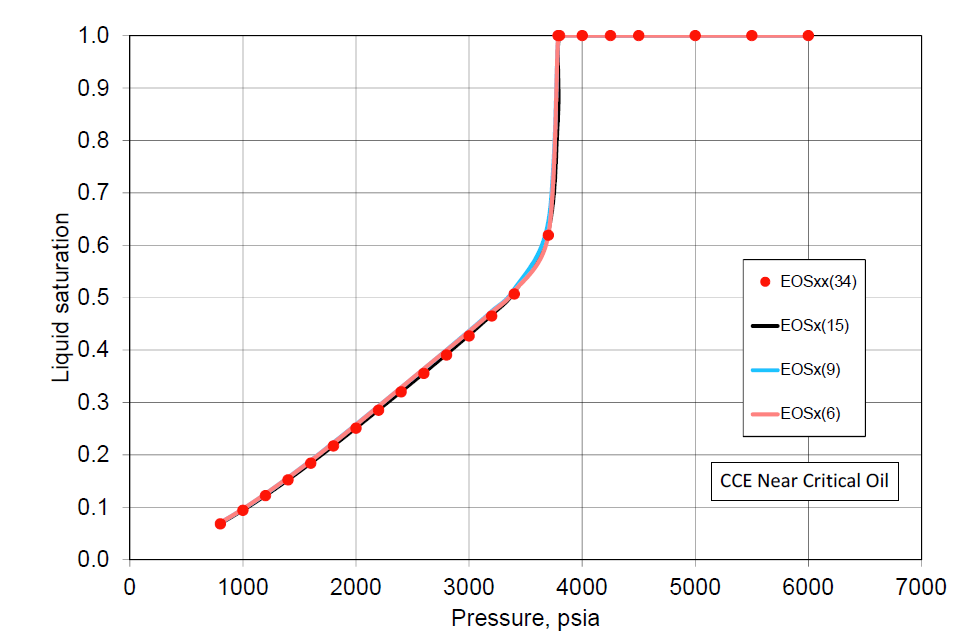 1.0
0.9
0.8
0.7
0.6
0.5
0.4
0.3
0.2
0.1
0.0
Liquid saturation
0 1000 2000 3000 4000 5000 6000 7000
Pressure, psia
EOSxx(34)
EOSx(15)
EOSx(9)
EOSx(6)
CCE Near Critical Oil